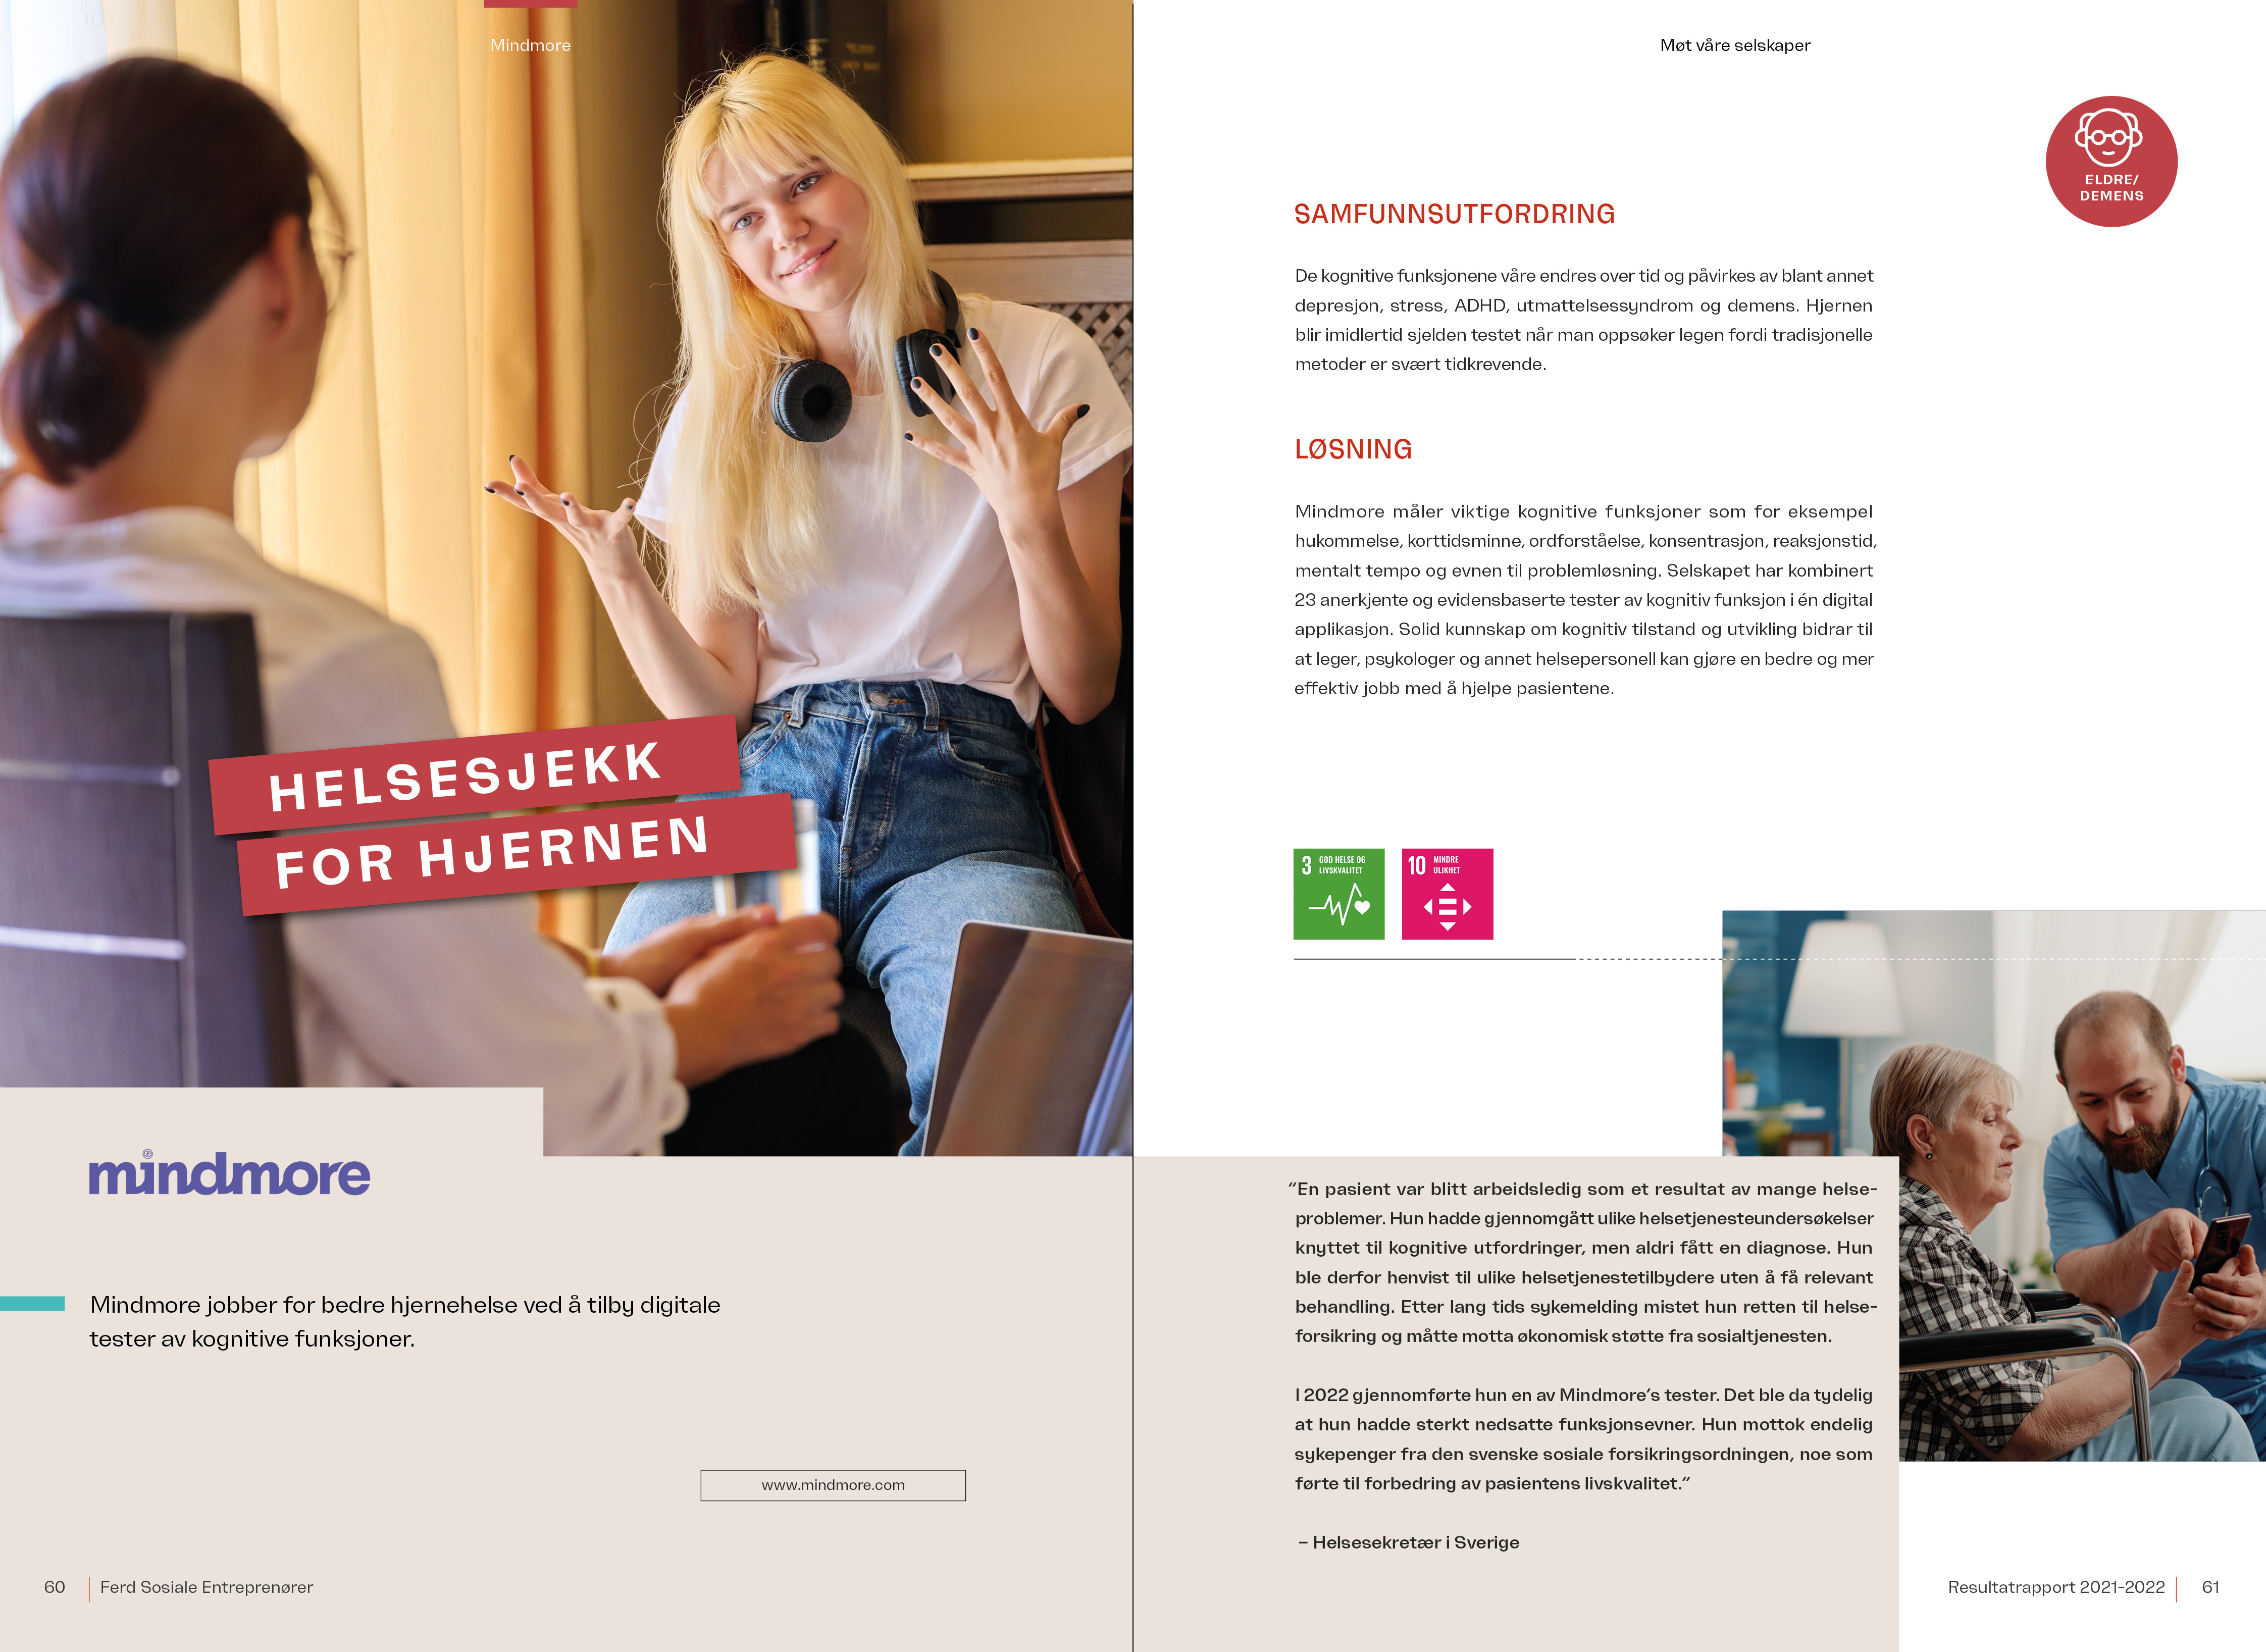 Mindmore
HELSESJEKK
FOR HJERNEN
mindmore
Mindmore jobber for bedre hjernehelse ved å tilby digitale
tester av kognitive funksjoner.
www.mindmore.com
60
Ferd Sosiale Entreprenører
Møt våre selskaper
ELDRE/
DEMENS
SAMFUNNSUTFORDRING
De kognitive funksjonene våre endres over tid og påvirkes av blant annet
depresjon, stress, ADHD, utmattelsessyndrom og demens. Hjernen
blir imidlertid sjelden testet når man oppsøker legen fordi tradisjonelle
metoder er svært tidkrevende.
LØSNING
Mindmore måler viktige kognitive funksjoner som for eksempel
hukommelse, korttidsminne, ordforståelse, konsentrasjon, reaksjonstid,
mentalt tempo og evnen til problemløsning. Selskapet har kombinert
23 anerkjente og evidensbaserte tester av kognitiv funksjon i én digital
applikasjon. Solid kunnskap om kognitiv tilstand og utvikling bidrar til
at leger, psykologer og annet helsepersonell kan gjøre en bedre og mer
effektiv jobb med å hjelpe pasientene.
3 GOD HELSE OG
LIVSKVALITET
10 MINDRE
ULIKHET
"En pasient var blitt arbeidsledig som et resultat av mange helse-
problemer. Hun hadde gjennomgått ulike helsetjenesteundersøkelser
knyttet til kognitive utfordringer, men aldri fått en diagnose. Hun
ble derfor henvist til ulike helsetjenestetilbydere uten å få relevant
behandling. Etter lang tids sykemelding mistet hun retten til helse-
forsikring og måtte motta økonomisk støtte fra sosialtjenesten.
I 2022 gjennomførte hun en av Mindmore's tester. Det ble da tydelig
at hun hadde sterkt nedsatte funksjonsevner. Hun mottok endelig
sykepenger fra den svenske sosiale forsikringsordningen, noe som
førte til forbedring av pasientens livskvalitet."
– Helsesekretær i Sverige
Resultatrapport 2021-2022
61